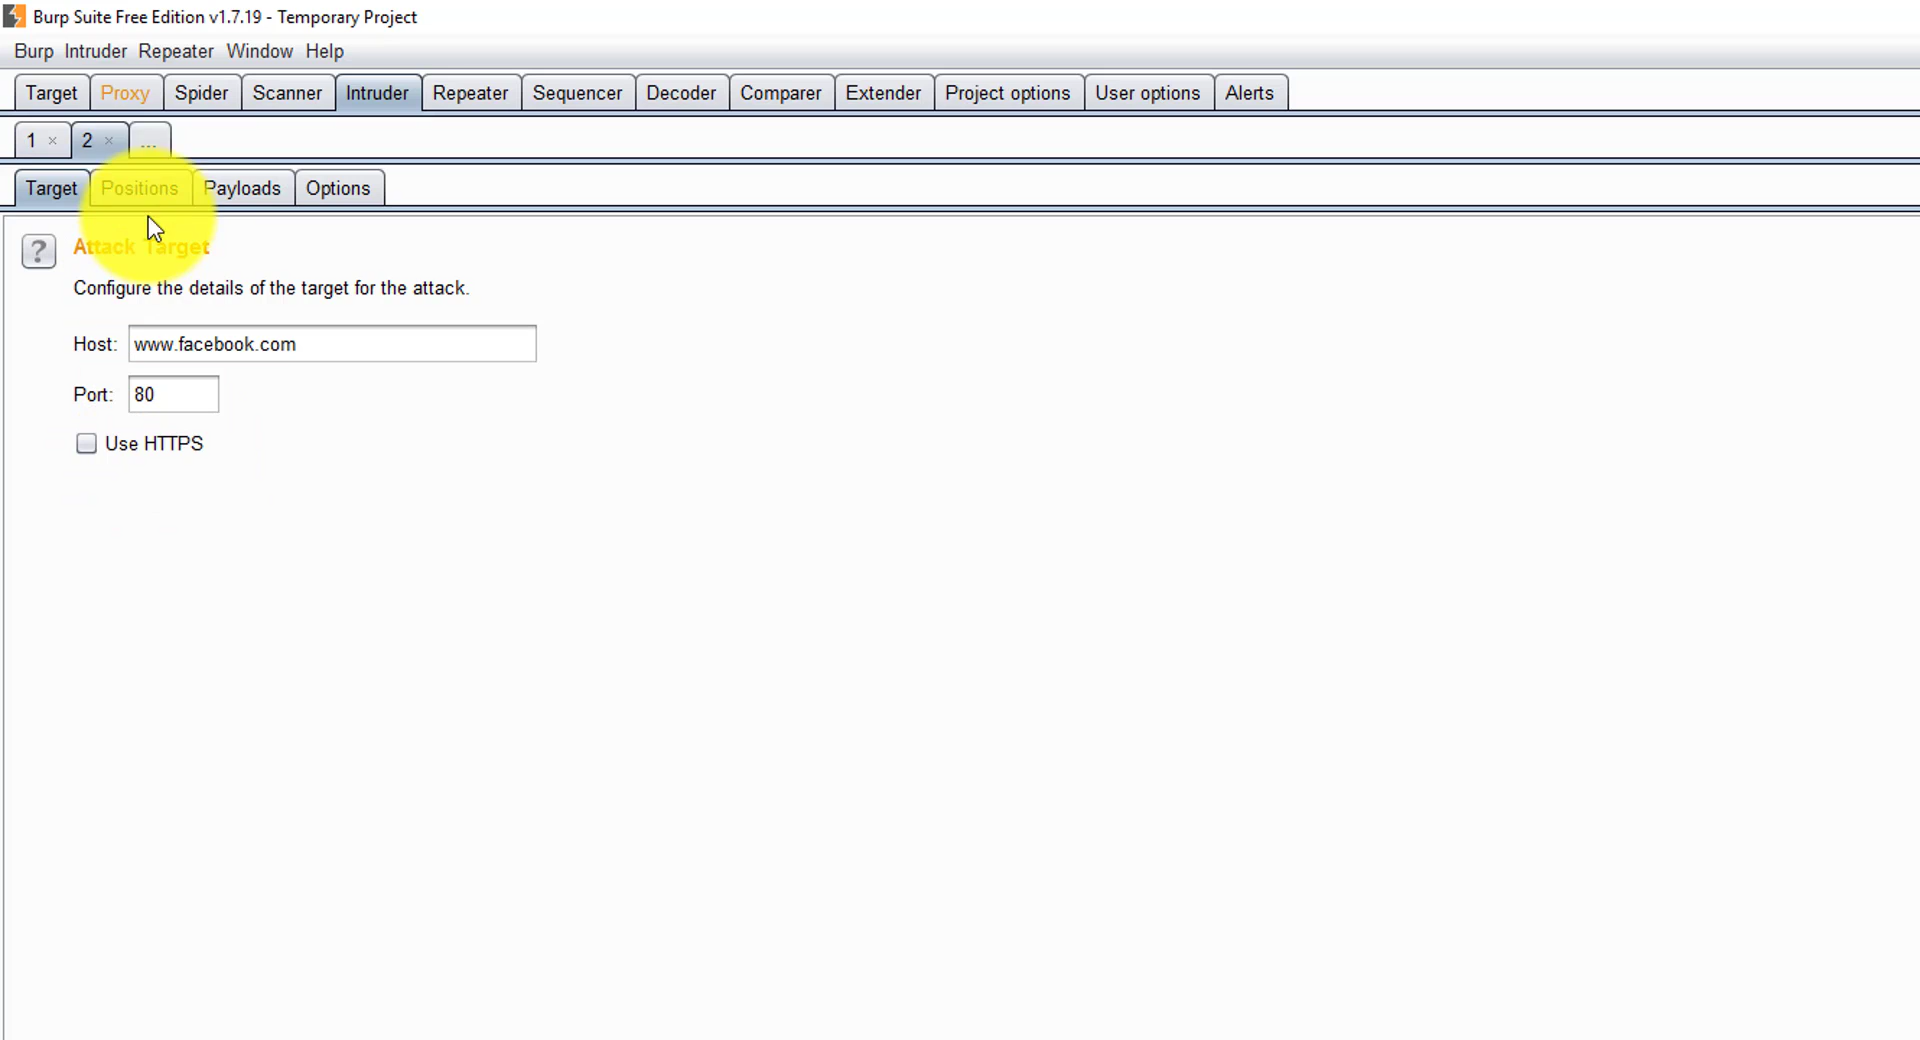 Burp Suite Free Edition v1.7.19 - Temporary Project
Burp Intruder Repeater Window Help
Target Proxy Spider Scanner Intruder Repeater Sequencer Decoder Comparer Extender Project options User options Alerts
1 × 2 × ...
Target Positions Payloads Options
? Attack Target
Configure the details of the target for the attack.
Host: www.facebook.com
Port: 80
Use HTTPS